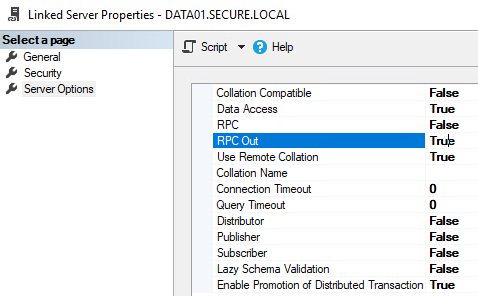 Linked Server Properties - DATA01.SECURE.LOCAL
Select a page
General
Security
Server Options
Script
Help
Collation Compatible False
Data Access True
RPC False
RPC Out True
Use Remote Collation True
Collation Name
Connection Timeout 0
Query Timeout 0
Distributor False
Publisher False
Subscriber False
Lazy Schema Validation False
Enable Promotion of Distributed Transaction True